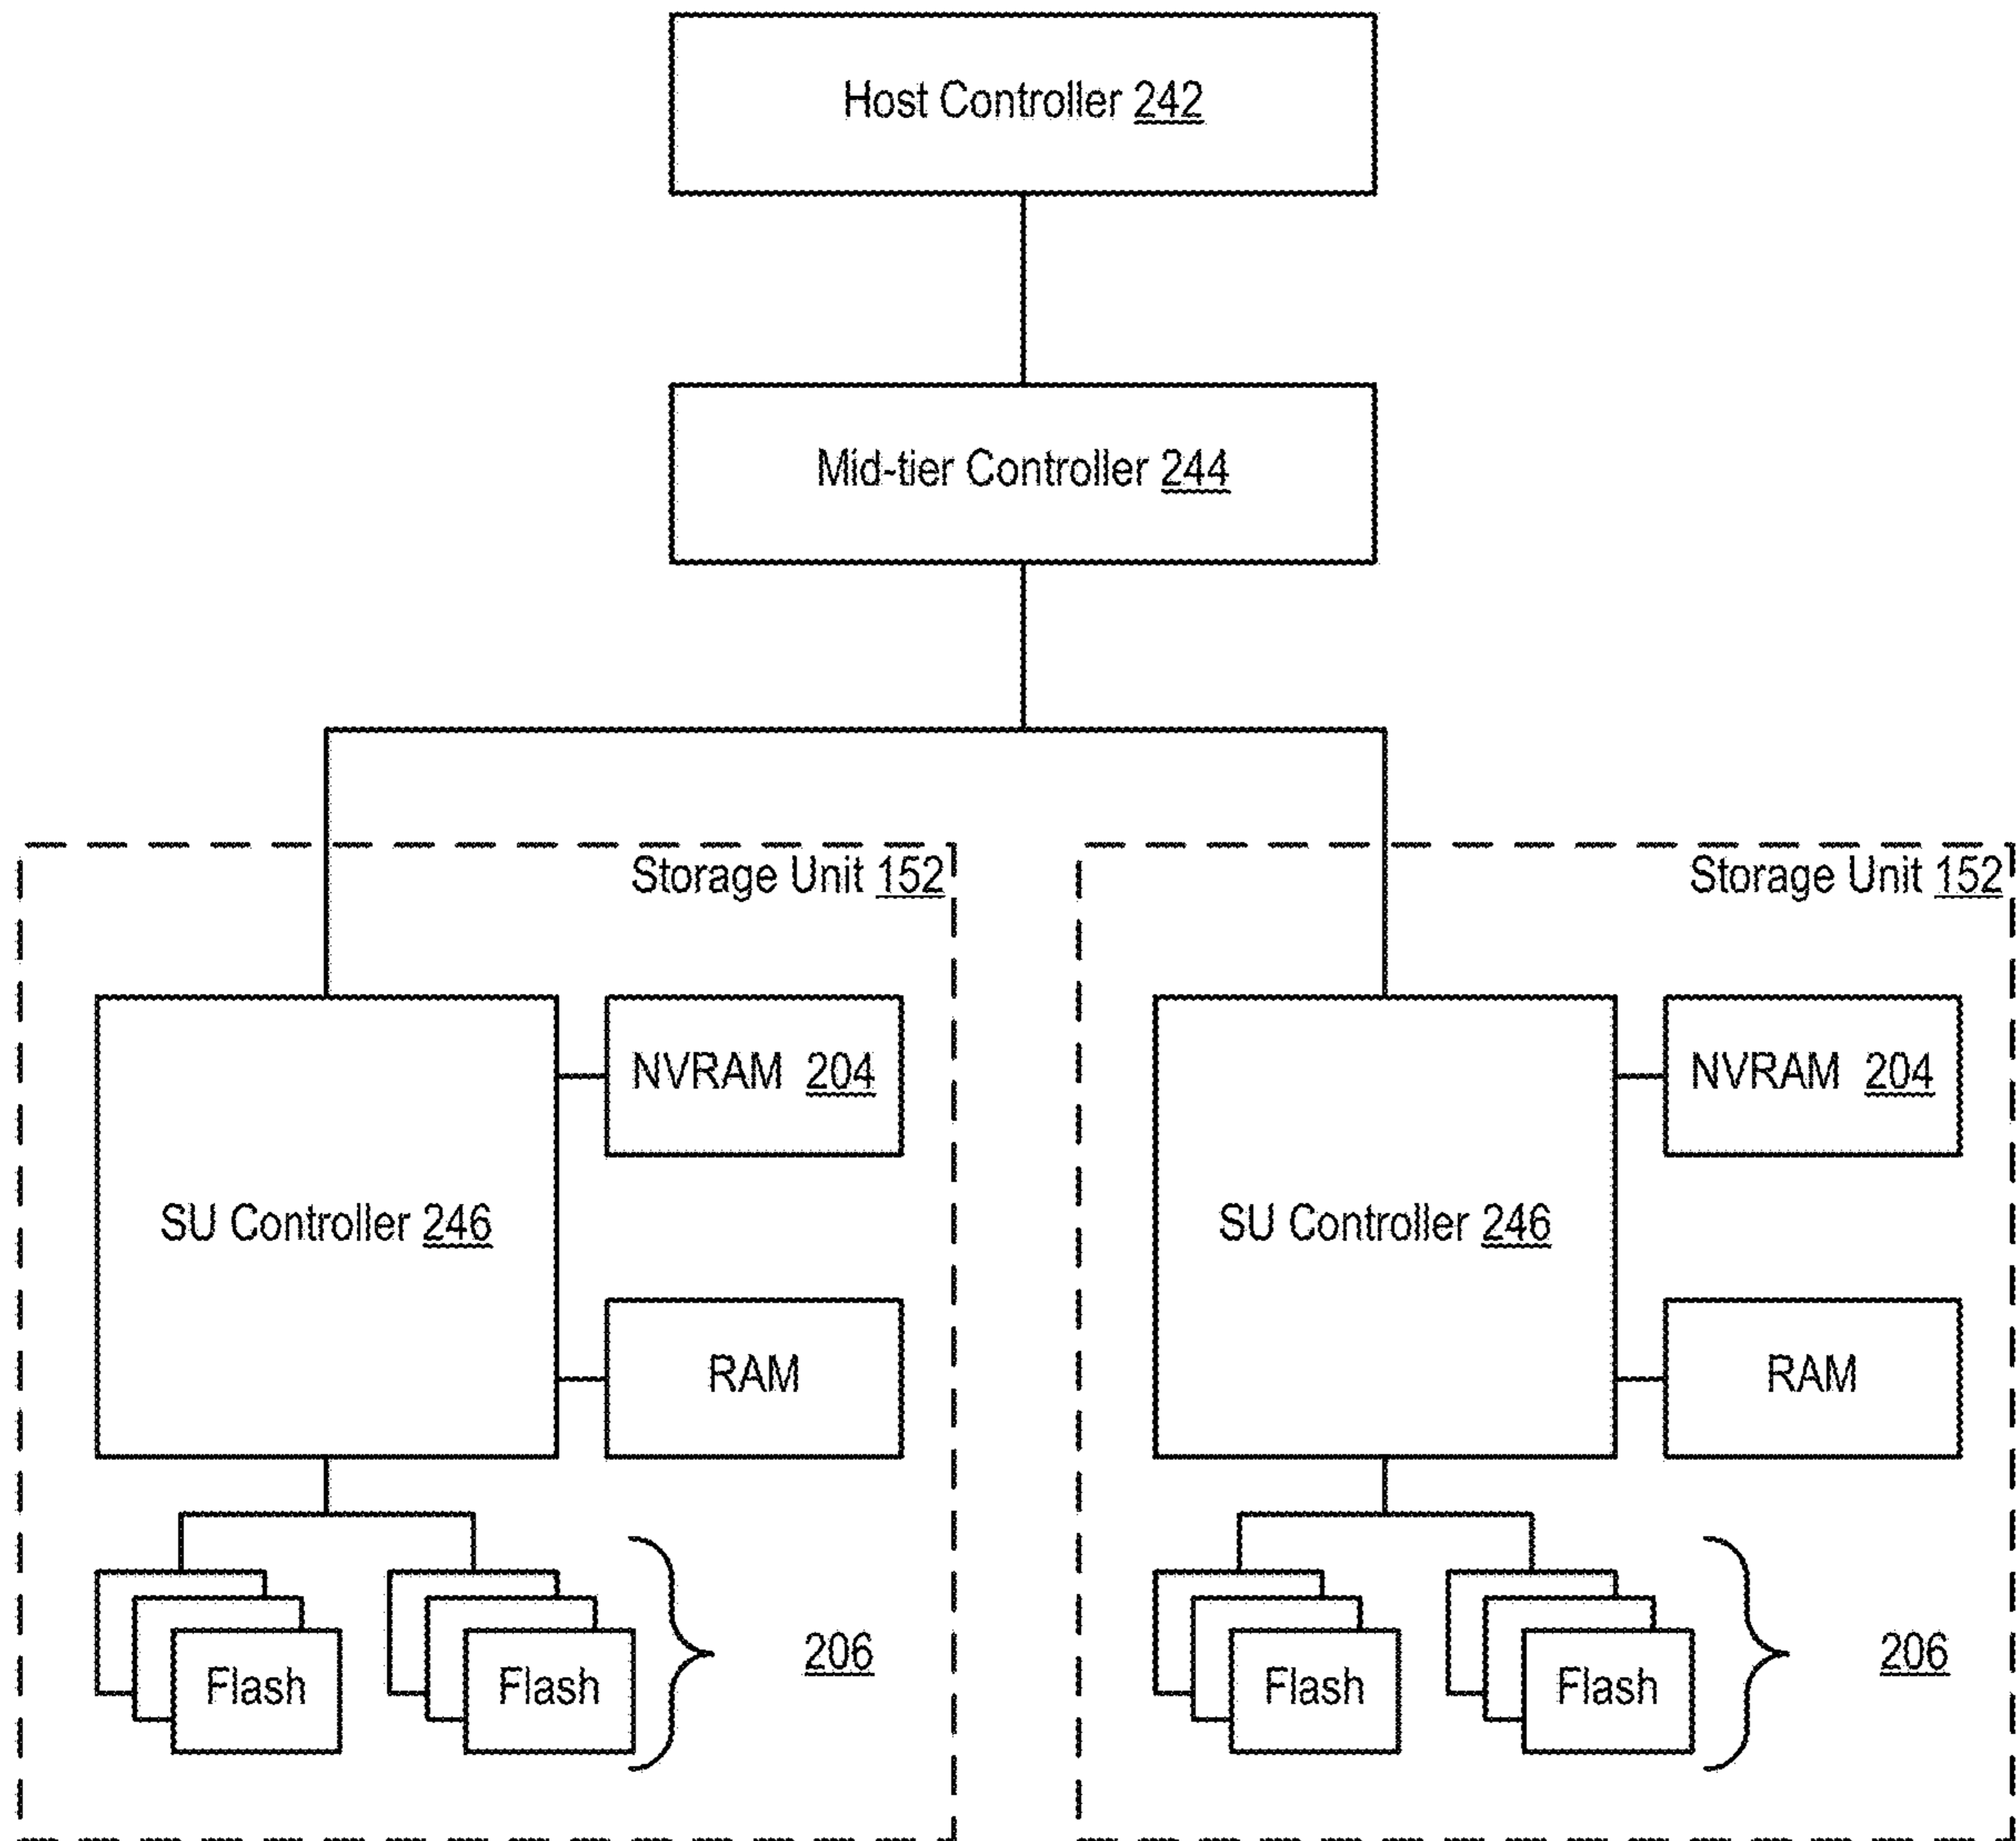 Host Controller 242
Mid-tier Controller 244
Storage Unit 152
Storage Unit 152
NVRAM 204
NVRAM 204
SU Controller 246
SU Controller 246
RAM
RAM
206
206
Flash
Flash
Flash
Flash